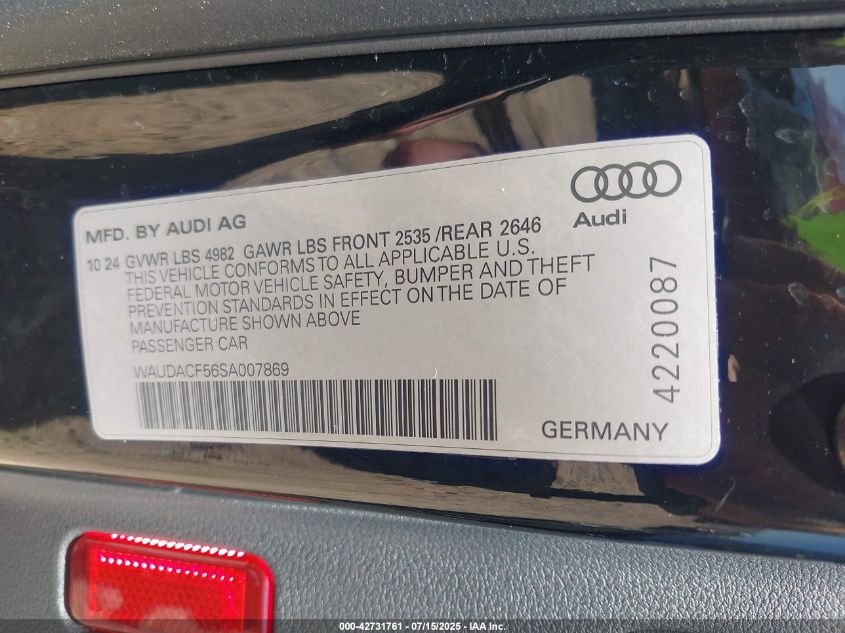 Audi
MFD. BY AUDI AG
10 24 GVWR LBS 4982 GAWR LBS FRONT 2535 /REAR 2646
THIS VEHICLE CONFORMS TO ALL APPLICABLE U.S.
FEDERAL MOTOR VEHICLE SAFETY, BUMPER AND THEFT
PREVENTION STANDARDS IN EFFECT ON THE DATE OF
MANUFACTURE SHOWN ABOVE
PASSENGER CAR
WAUDACF56SA007869
GERMANY
4220087
000-42731761 - 07/15/2025 - IAA Inc.